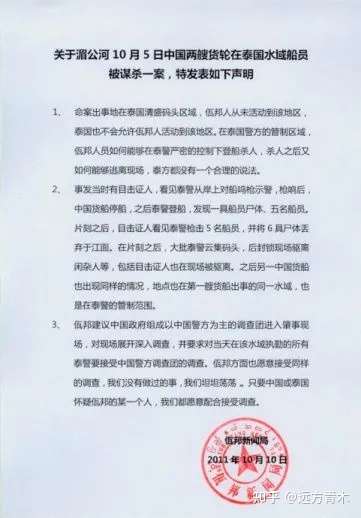 关于湄公河10月5日中国两艘货轮在泰国水域船员
被谋杀一案，特发表如下声明
1、 命案出事地在泰国清盛码头区域，佤邦人从未活动到该地区。在
泰国也不会允许佤邦人活动到该地区。在泰国警方的管制区域，
佤邦人员如何能够在泰警严密的控制下登船杀人，杀人之后又
如何能够逃离现场，泰方都没有一个合理的说法。
2、 事发当时有目击证人，看见泰警从岸上对船鸣枪示警，枪响后，
中国货船停船，之后泰警登船，发现一具船员尸体、五名船员。
片刻之后，目击证人看见泰警枪击5名船员，并将6具尸体丢
弃于江面。在片刻之后，大批泰警云集码头，后封锁现场驱离
闲杂人等，包括目击证人也在现场被驱离。之后另一中国货船
也出现同样的情况，地点也在第一艘货船出事的同一水域，也
是在泰警的管制范围。
3、 佤邦建议中国政府组成以中国警方为主的调查团进入肇事现
场，对现场展开深入调查，并要求对当天在该水域执勤的所有
泰警要接受中国警方调查团的调查。佤邦方面也愿意接受同样
的调查，我们没有做过的事，我们坦坦荡荡。只要中国或泰国
怀疑佤邦的某一个人，我们都愿意配合接受调查。
佤邦新闻局
2011年10月10日
知乎 @远方青木